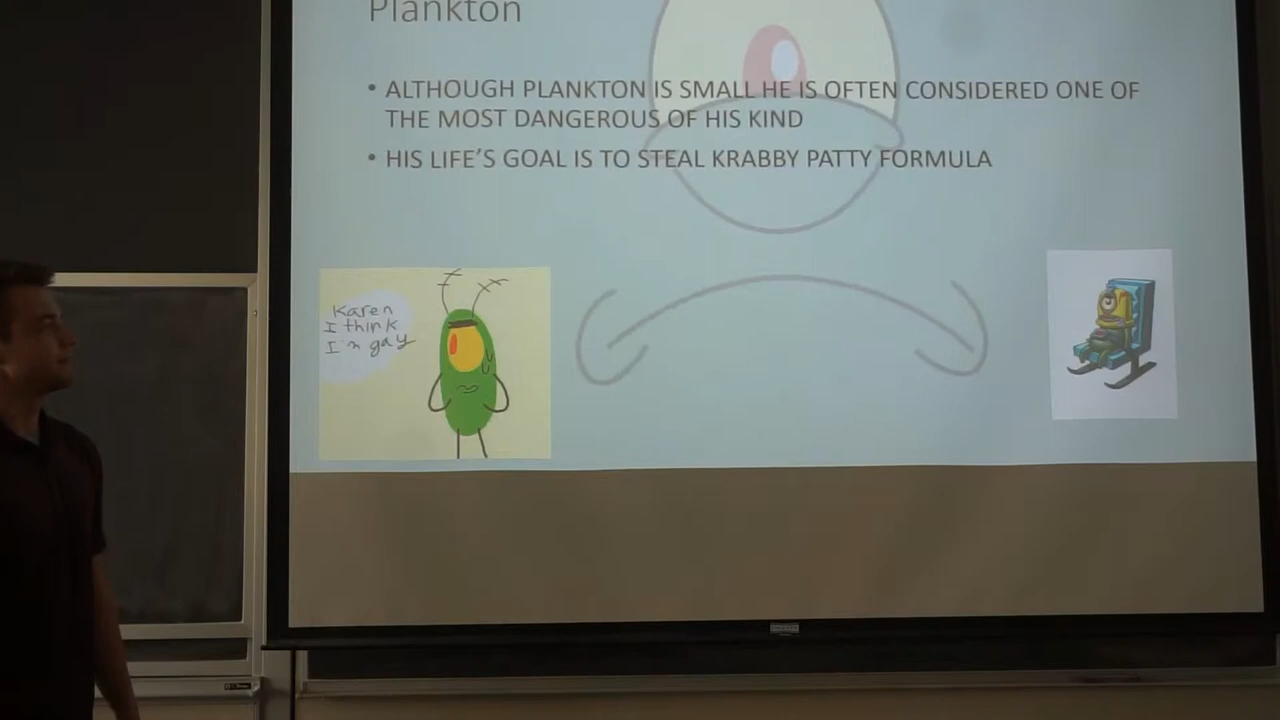 Plankton
• ALTHOUGH PLANKTON IS SMALL HE IS OFTEN CONSIDERED ONE OF
THE MOST DANGEROUS OF HIS KIND
• HIS LIFE'S GOAL IS TO STEAL KRABBY PATTY FORMULA
Karen
I think
I'm gay